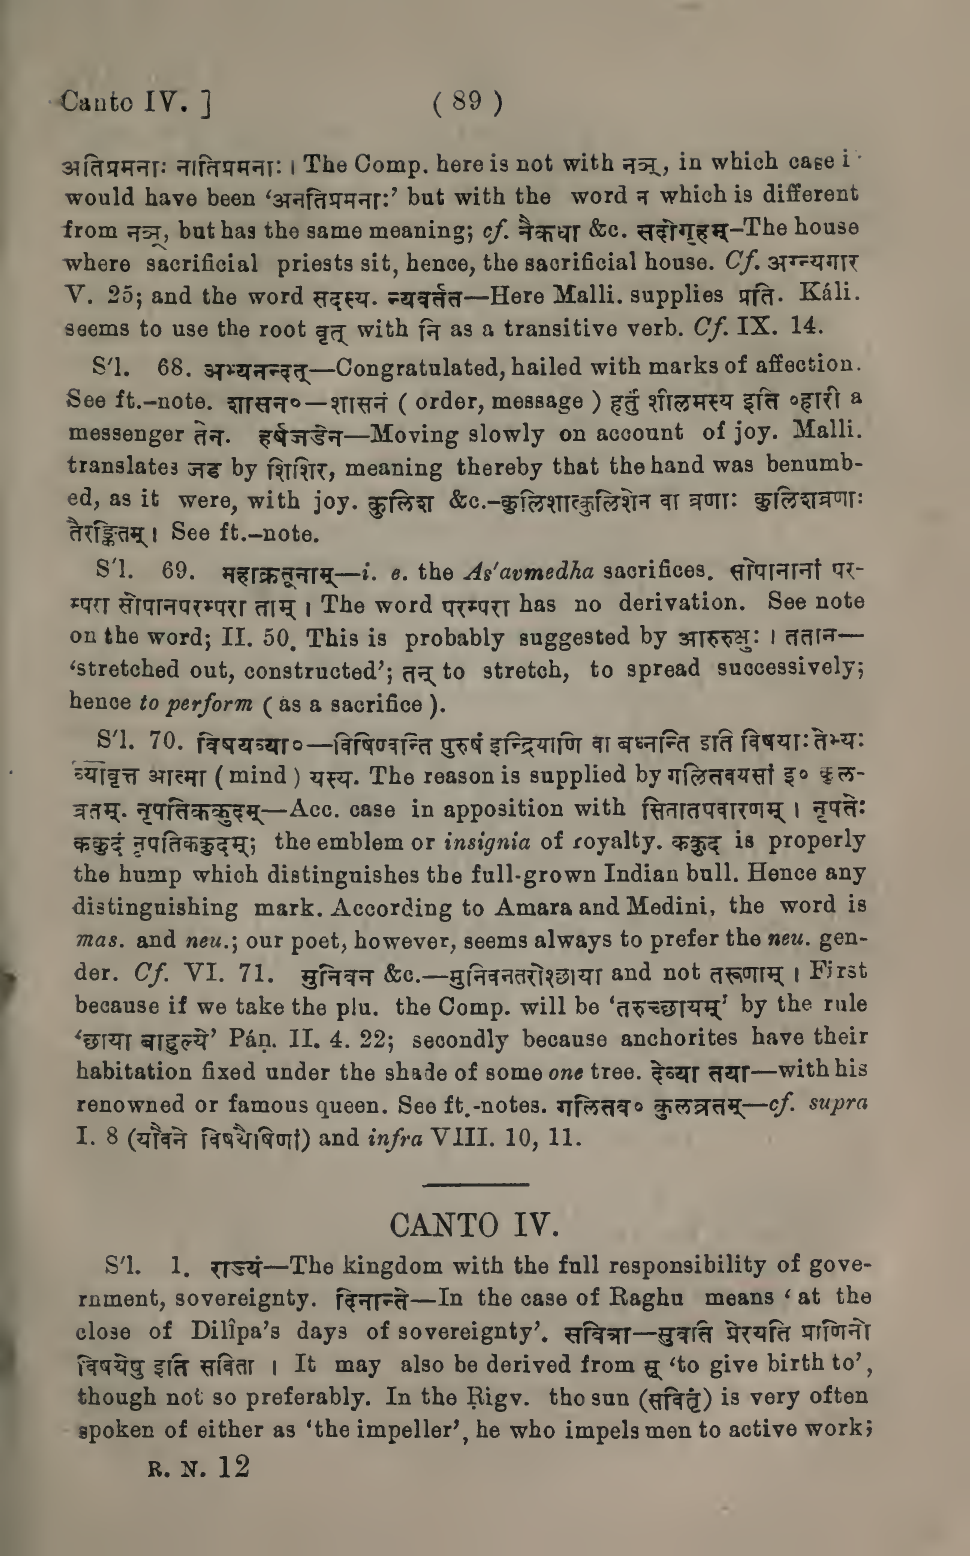 Canto IV. ] ( 89 )
अतिप्रमनाः नातिप्रमनाः। The Comp. here is not with नञ्, in which case i
would have been ‘अनतिप्रमनाः’ but with the word न which is different
from नञ्, but has the same meaning; cf. नैकधा &c. सदोगृहम्–The house
where sacrificial priests sit, hence, the sacrificial house. Cf. अग्न्यगार
V. 25; and the word सदस्य. न्यवर्तत—Here Malli. supplies प्रति. Káli.
seems to use the root वृत् with नि as a transitive verb. Cf. IX. 14.
S'l. 68. अभ्यनन्दत्—Congratulated, hailed with marks of affection.
See ft.–note. शासन०—शासनं ( order, message ) हर्तुं शीलमस्य इति ०हारी a
messenger तेन. हर्षजडेन—Moving slowly on account of joy. Malli.
translates जड by शिशिर, meaning thereby that the hand was benumb-
ed, as it were, with joy. कुलिश &c.–कुलिशात्कुलिशेन वा व्रणाः कुलिशव्रणाः
तैरङ्कितम्। See ft.–note.
S'l. 69. महाक्रतूनाम्—i. e. the As'avmedha sacrifices. सोपानानां पर-
म्परा सोपानपरम्परा ताम् । The word परम्परा has no derivation. See note
on the word; II. 50. This is probably suggested by आरुरुक्षुः । ततान—
‘stretched out, constructed’; तन् to stretch, to spread successively;
hence to perform ( as a sacrifice ).
S'l. 70. विषयव्या०—विषिण्वन्ति पुरुषं इन्द्रियाणि वा बध्नन्ति इति विषयाः तेभ्यः
व्यावृत्त आत्मा ( mind ) यस्य. The reason is supplied by गलितवयसां इ० कुल-
व्रतम्. नृपतिककुदम्—Acc. case in apposition with सितातपवारणम् । नृपतेः
ककुदं नृपतिककुदम्; the emblem or insignia of royalty. ककुद is properly
the hump which distinguishes the full-grown Indian bull. Hence any
distinguishing mark. According to Amara and Medini, the word is
mas. and neu.; our poet, however, seems always to prefer the neu. gen-
der. Cf. VI. 71. मुनिवन &c.—मुनिवनतरोश्छाया and not तरूणाम् । First
because if we take the plu. the Comp. will be ‘तरुच्छायम्’ by the rule
‘छाया बाहुल्ये’ Páṇ. II. 4. 22; secondly because anchorites have their
habitation fixed under the shade of some one tree. देव्या तया—with his
renowned or famous queen. See ft.-notes. गलितव० कुलव्रतम्—cf. supra
I. 8 (यौवने विषयैषिणां) and infra VIII. 10, 11.
CANTO IV.
S'l. 1. राज्यं—The kingdom with the full responsibility of gove-
rnment, sovereignty. दिनान्ते—In the case of Raghu means ‘ at the
close of Dilîpa’s days of sovereignty’. सवित्रा—सुवति प्रेरयति प्राणिनो
विषयेषु इति सविता । It may also be derived from सू ‘to give birth to’,
though not so preferably. In the Ṛigv. the sun (सवितृ) is very often
spoken of either as ‘the impeller’, he who impels men to active work;
R. N. 12